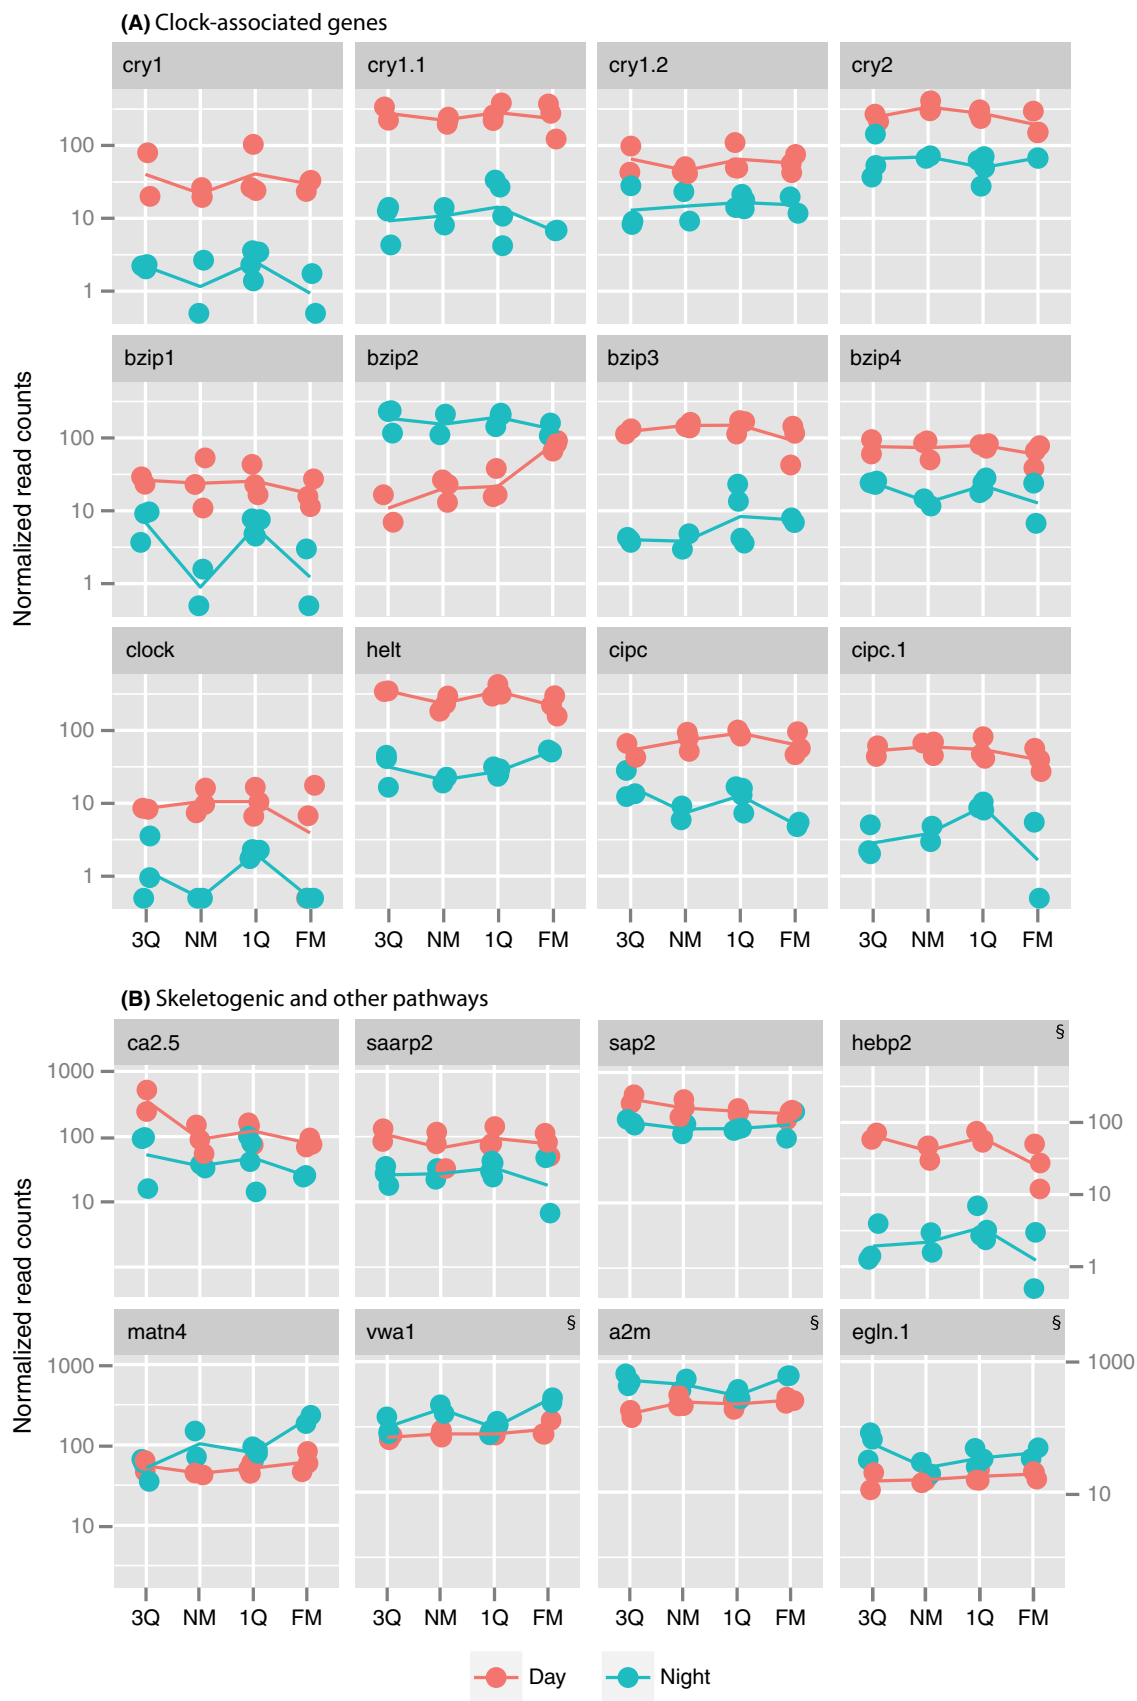 (A) Clock-associated genes
cry1 cry1.1 cry1.2 cry2
100
10
1
bzip1 bzip2 bzip3 bzip4
100
10
1
clock helt cipc cipc.1
100
10
1
Normalized read counts
3Q NM 1Q FM 3Q NM 1Q FM 3Q NM 1Q FM 3Q NM 1Q FM
(B) Skeletogenic and other pathways
ca2.5 saarp2 sap2 hebp2 §
1000
100 100
10 10
1
matn4 vwa1 § a2m § egln.1 §
1000 1000
100
10 10
Normalized read counts
3Q NM 1Q FM 3Q NM 1Q FM 3Q NM 1Q FM 3Q NM 1Q FM
Day Night